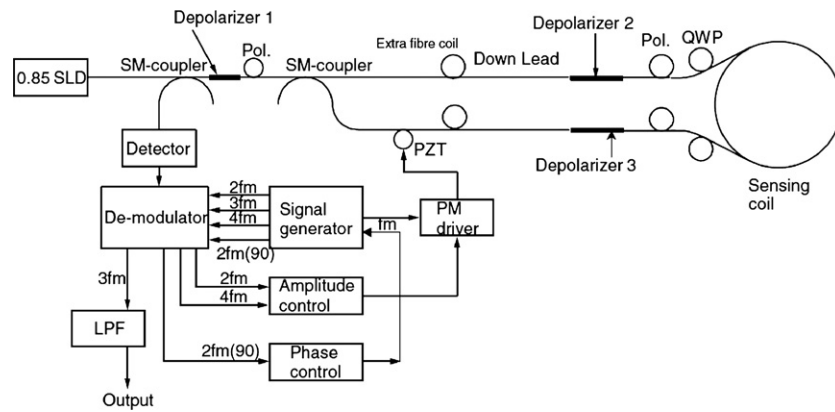 Depolarizer 1
Depolarizer 2
0.85 SLD
SM-coupler
Pol.
SM-coupler
Extra fibre coil
Down Lead
Pol.
QWP
Detector
PZT
Depolarizer 3
Sensing
coil
De-modulator
2fm
3fm
4fm
2fm(90)
Signal
generator
fm
PM
driver
3fm
2fm
4fm
Amplitude
control
LPF
2fm(90)
Phase
control
Output